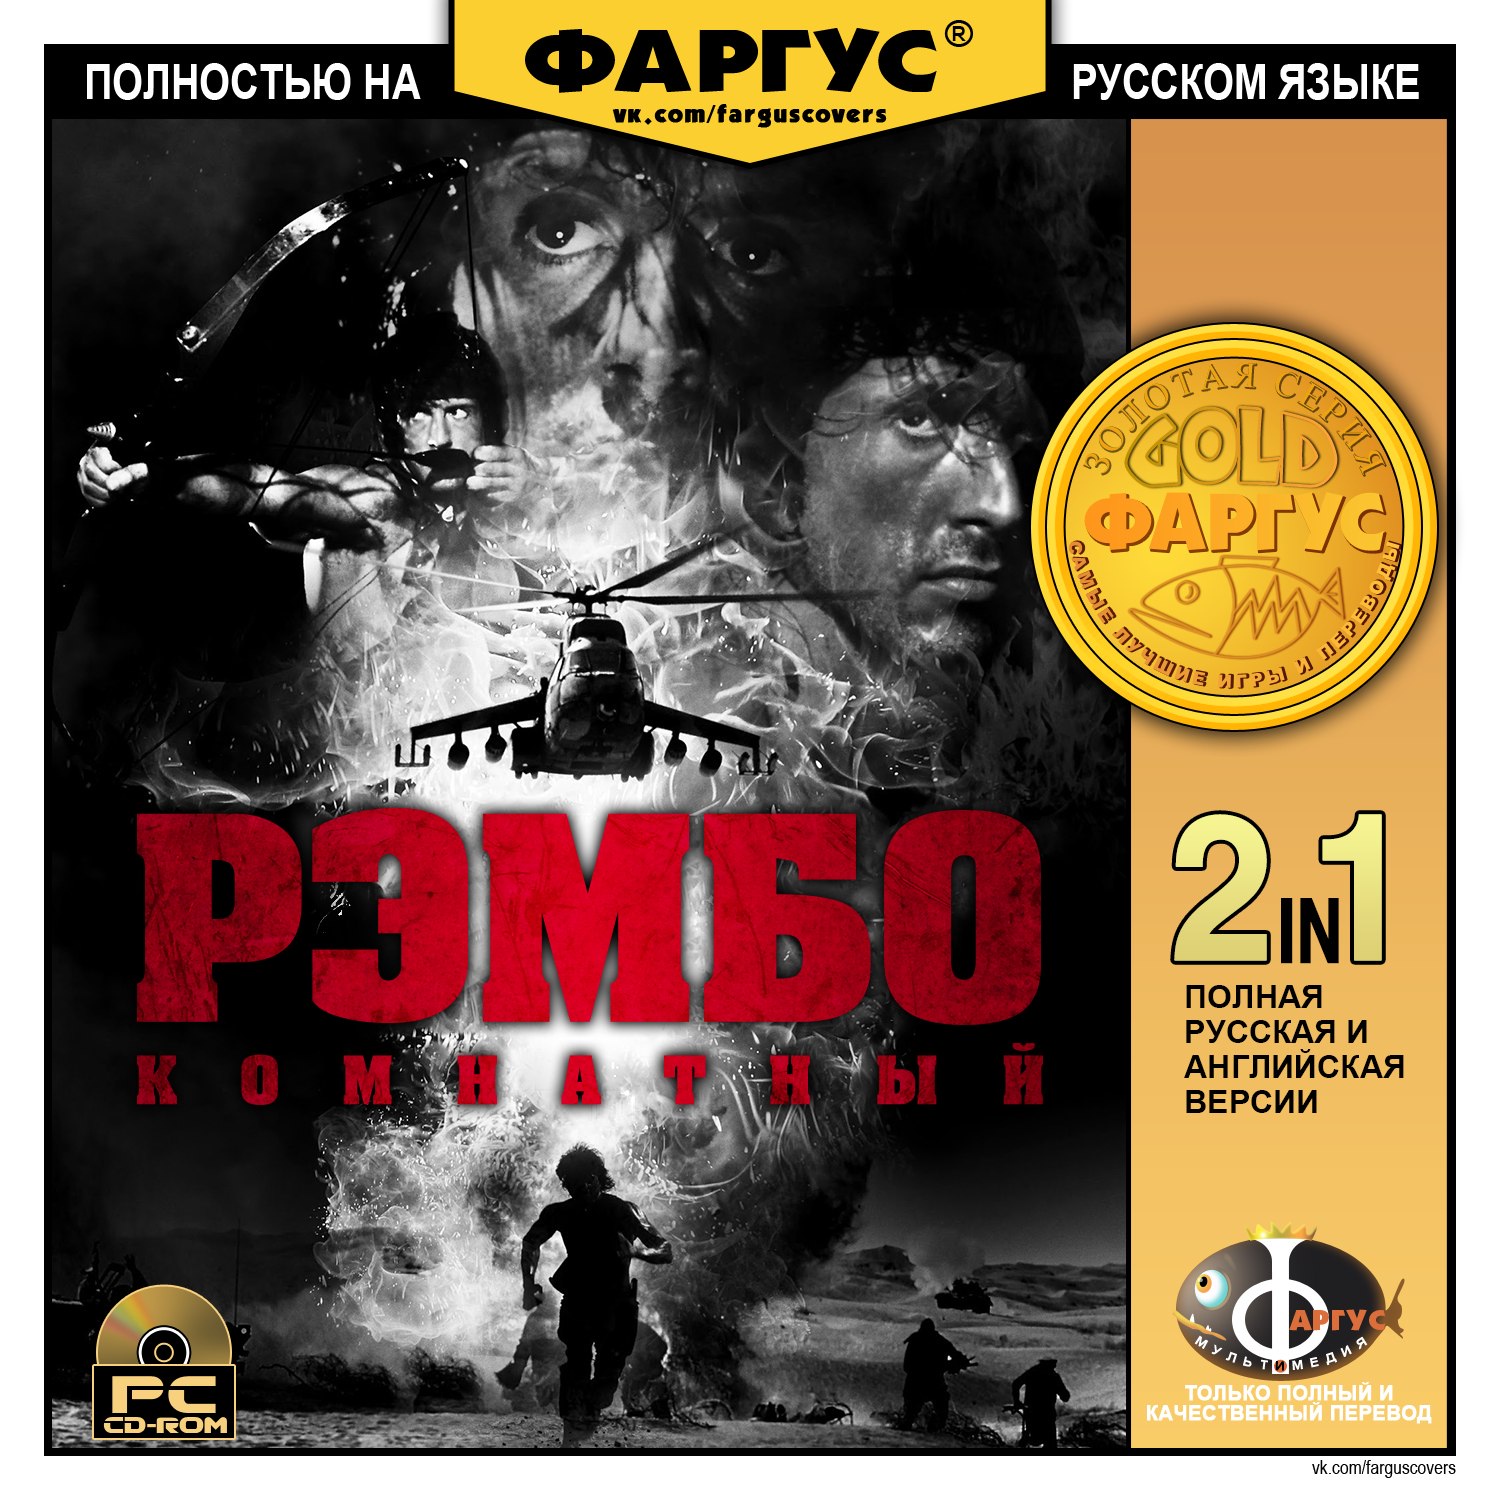 ФАРГУС®
vk.com/farguscovers
ПОЛНОСТЬЮ НА
РУССКОМ ЯЗЫКЕ
ЗОЛОТАЯ СЕРИЯ
GOLD
ФАРГУС
САМЫЕ ЛУЧШИЕ ИГРЫ И ПЕРЕВОДЫ
РЭМБО
КОМНАТНЫЙ
2IN1
ПОЛНАЯ
РУССКАЯ И
АНГЛИЙСКАЯ
ВЕРСИИ
ФАРГУС
МУЛЬТИМЕДИЯ
ТОЛЬКО ПОЛНЫЙ И
КАЧЕСТВЕННЫЙ ПЕРЕВОД
PC
CD-ROM
vk.com/farguscovers